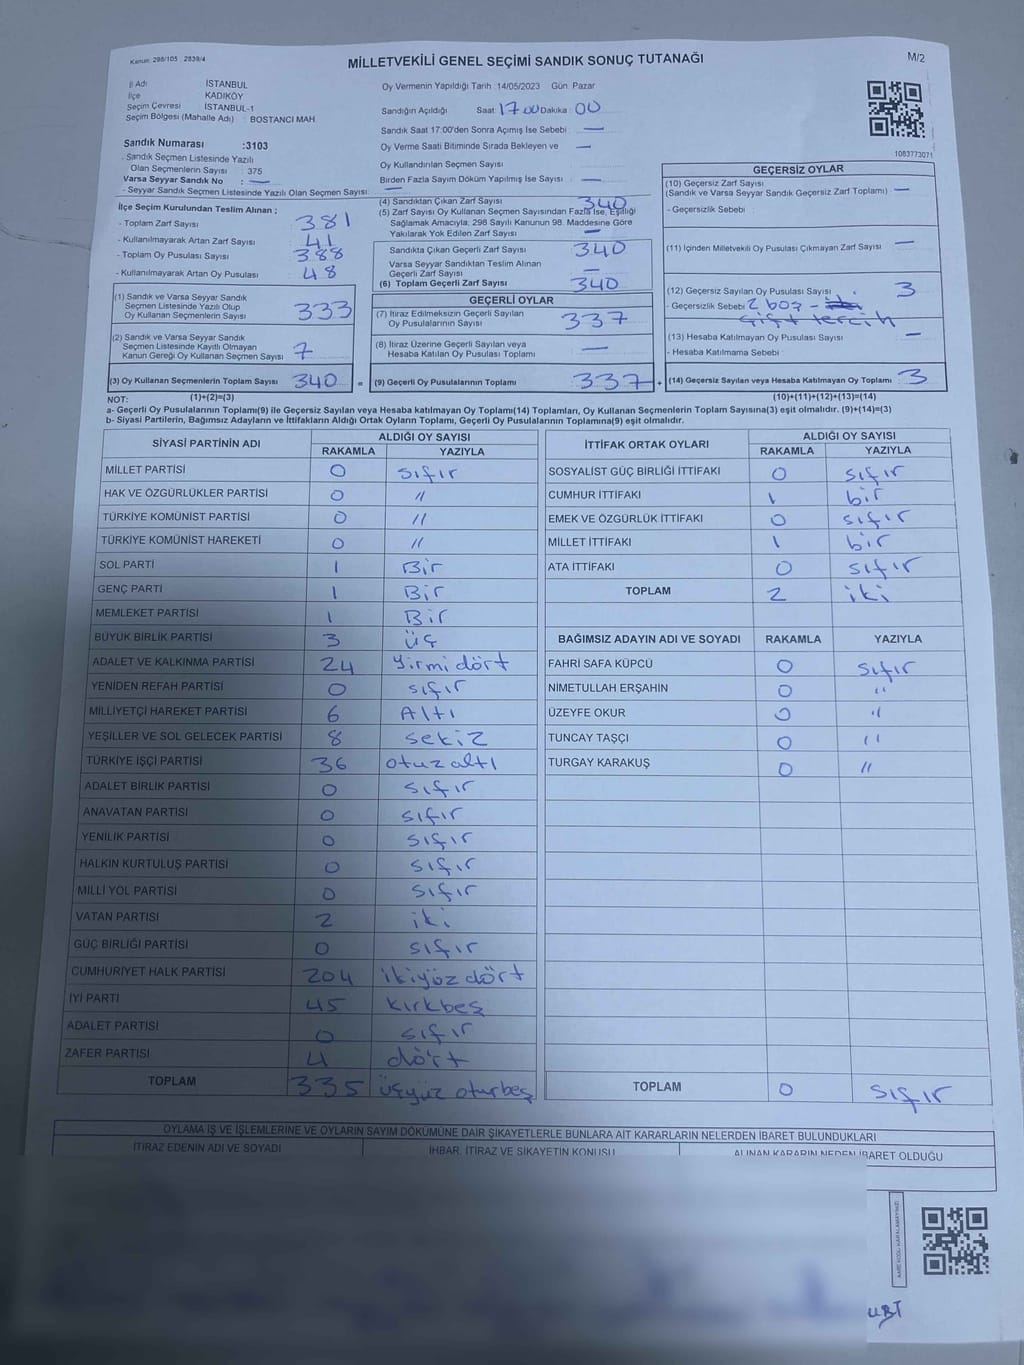 Kanun: 298/105 2839/4
MİLLETVEKİLİ GENEL SEÇİMİ SANDIK SONUÇ TUTANAĞI
M/2
İl Adı İSTANBUL
İlçe KADIKÖY
Seçim Çevresi İSTANBUL-1
Seçim Bölgesi (Mahalle Adı) : BOSTANCI MAH.
Oy Vermenin Yapıldığı Tarih :14/05/2023 Gün: Pazar
Sandığın Açıldığı Saat: 17 00 Dakika: 00
Sandık Saat 17:00'den Sonra Açımış İse Sebebi : —
Oy Verme Saati Bitiminde Sırada Bekleyen ve —
Oy Kullandırılan Seçmen Sayısı
Birden Fazla Sayım Döküm Yapılmış İse Sayısı : —
1083773071
Sandık Numarası :3103
- Sandık Seçmen Listesinde Yazılı
Olan Seçmenlerin Sayısı : 375
Varsa Seyyar Sandık No : —
- Seyyar Sandık Seçmen Listesinde Yazılı Olan Seçmen Sayısı: —
İlçe Seçim Kurulundan Teslim Alınan ;
- Toplam Zarf Sayısı 381
- Kullanılmayarak Artan Zarf Sayısı : 41
- Toplam Oy Pusulası Sayısı : 388
- Kullanılmayarak Artan Oy Pusulası : 48
(1) Sandık ve Varsa Seyyar Sandık
Seçmen Listesinde Yazılı Olup
Oy Kullanan Seçmenlerin Sayısı 333
(2) Sandık ve Varsa Seyyar Sandık
Seçmen Listesinde Kayıtlı Olmayan
Kanun Gereği Oy Kullanan Seçmen Sayısı 7
(3) Oy Kullanan Seçmenlerin Toplam Sayısı 340 =
(4) Sandıktan Çıkan Zarf Sayısı 340
(5) Zarf Sayısı Oy Kullanan Seçmen Sayısından Fazla İse, Eşitliği
Sağlamak Amacıyla, 298 Sayılı Kanunun 98. Maddesine Göre
Yakılarak Yok Edilen Zarf Sayısı —
Sandıkta Çıkan Geçerli Zarf Sayısı 340
Varsa Seyyar Sandıktan Teslim Alınan
Geçerli Zarf Sayısı —
(6) Toplam Geçerli Zarf Sayısı 340
GEÇERLİ OYLAR
(7) İtiraz Edilmeksizin Geçerli Sayılan
Oy Pusulalarının Sayısı 337
(8) İtiraz Üzerine Geçerli Sayılan veya
Hesaba Katılan Oy Pusulası Toplamı —
(9) Geçerli Oy Pusulalarının Toplamı 337 +
GEÇERSİZ OYLAR
(10) Geçersiz Zarf Sayısı
(Sandık ve Varsa Seyyar Sandık Geçersiz Zarf Toplamı) —
- Geçersizlik Sebebi :
(11) İçinden Milletvekili Oy Pusulası Çıkmayan Zarf Sayısı —
(12) Geçersiz Sayılan Oy Pusulası Sayısı : 3
- Geçersizlik Sebebi 2 boş -
çift tercih
(13) Hesaba Katılmayan Oy Pusulası Sayısı —
- Hesaba Katılmama Sebebi
(14) Geçersiz Sayılan veya Hesaba Katılmayan Oy Toplamı 3
NOT: (1)+(2)=(3) (10)+(11)+(12)+(13)=(14)
a- Geçerli Oy Pusulalarının Toplamı(9) ile Geçersiz Sayılan veya Hesaba katılmayan Oy Toplamı(14) Toplamları, Oy Kullanan Seçmenlerin Toplam Sayısına(3) eşit olmalıdır. (9)+(14)=(3)
b- Siyasi Partilerin, Bağımsız Adayların ve İttifakların Aldığı Ortak Oyların Toplamı, Geçerli Oy Pusulalarının Toplamına(9) eşit olmalıdır.
SİYASİ PARTİNİN ADI ALDIĞI OY SAYISI
RAKAMLA YAZIYLA
MİLLET PARTİSİ 0 sıfır
HAK VE ÖZGÜRLÜKLER PARTİSİ 0 "
TÜRKİYE KOMÜNİST PARTİSİ 0 "
TÜRKİYE KOMÜNİST HAREKETİ 0 "
SOL PARTİ 1 Bir
GENÇ PARTİ 1 Bir
MEMLEKET PARTİSİ 1 Bir
BÜYÜK BİRLİK PARTİSİ 3 üç
ADALET VE KALKINMA PARTİSİ 24 Yirmi dört
YENİDEN REFAH PARTİSİ 0 sıfır
MİLLİYETÇİ HAREKET PARTİSİ 6 Altı
YEŞİLLER VE SOL GELECEK PARTİSİ 8 sekiz
TÜRKİYE İŞÇİ PARTİSİ 36 otuz altı
ADALET BİRLİK PARTİSİ 0 sıfır
ANAVATAN PARTİSİ 0 sıfır
YENİLİK PARTİSİ 0 sıfır
HALKIN KURTULUŞ PARTİSİ 0 sıfır
MİLLİ YOL PARTİSİ 0 sıfır
VATAN PARTİSİ 2 iki
GÜÇ BİRLİĞİ PARTİSİ 0 sıfır
CUMHURİYET HALK PARTİSİ 204 ikiyüz dört
İYİ PARTİ 45 kırkbeş
ADALET PARTİSİ 0 sıfır
ZAFER PARTİSİ 4 dört
TOPLAM 335 üçyüz oturbeş
İTTİFAK ORTAK OYLARI ALDIĞI OY SAYISI
RAKAMLA YAZIYLA
SOSYALİST GÜÇ BİRLİĞİ İTTİFAKI 0 sıfır
CUMHUR İTTİFAKI 1 bir
EMEK VE ÖZGÜRLÜK İTTİFAKI 0 sıfır
MİLLET İTTİFAKI 1 bir
ATA İTTİFAKI 0 sıfır
TOPLAM 2 iki
BAĞIMSIZ ADAYIN ADI VE SOYADI RAKAMLA YAZIYLA
FAHRİ SAFA KÜPCÜ 0 sıfır
NİMETULLAH ERŞAHİN 0 "
ÜZEYFE OKUR 0 "
TUNCAY TAŞÇI 0 "
TURGAY KARAKUŞ 0 "
TOPLAM 0 sıfır
OYLAMA İŞ VE İŞLEMLERİNE VE OYLARIN SAYIM DÖKÜMÜNE DAİR ŞİKAYETLERLE BUNLARA AİT KARARLARIN NELERDEN İBARET BULUNDUKLARI
İTİRAZ EDENİN ADI VE SOYADI İHBAR, İTİRAZ VE ŞİKAYETİN KONUSU ALINAN KARARIN NEDEN İBARET OLDUĞU